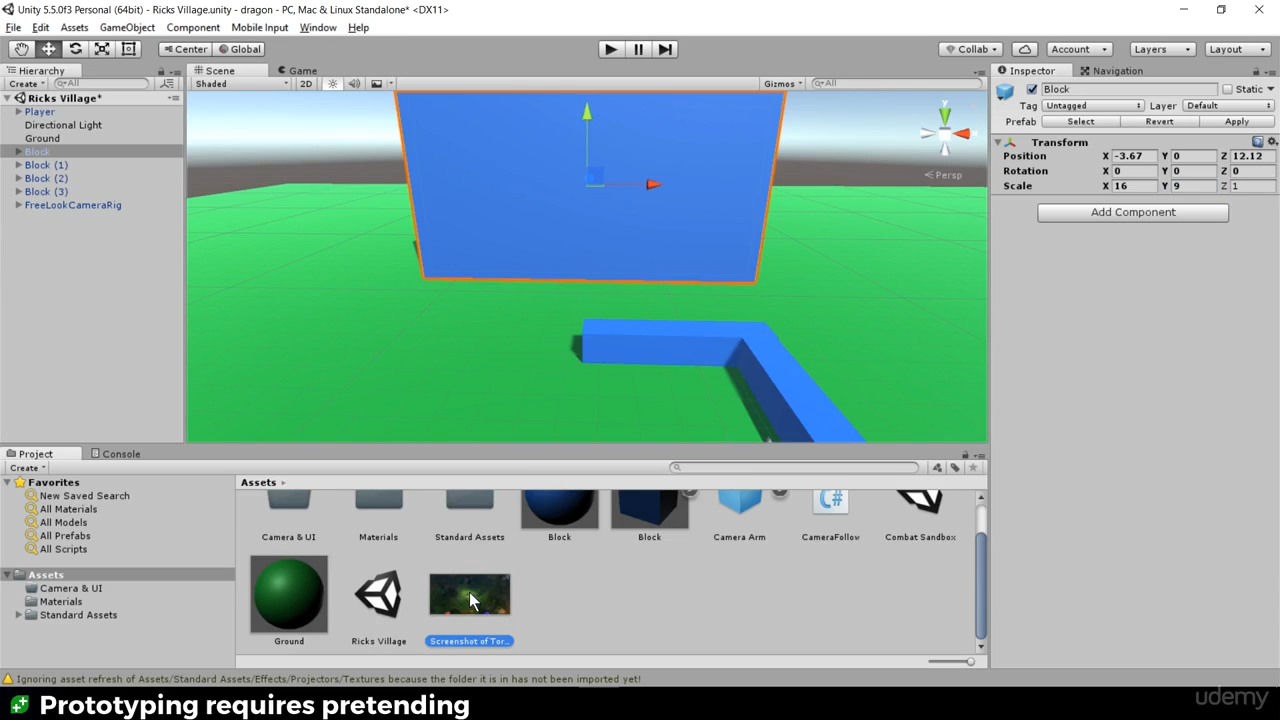 Unity 5.5.0f3 Personal (64bit) - Ricks Village.unity - dragon - PC, Mac & Linux Standalone* <DX11>
File Edit Assets GameObject Component Mobile Input Window Help
Center Global Collab Account Layers Layout
Hierarchy
Create All
Ricks Village*
Player
Directional Light
Ground
Block
Block (1)
Block (2)
Block (3)
FreeLookCameraRig
Scene Game
Shaded 2D Gizmos All
y
Persp
Inspector Navigation
Block Static
Tag Untagged Layer Default
Prefab Select Revert Apply
Transform
Position X -3.67 Y 0 Z 12.12
Rotation X 0 Y 0 Z 0
Scale X 16 Y 9 Z 1
Add Component
Project Console
Create
Favorites
New Saved Search
All Materials
All Models
All Prefabs
All Scripts
Assets
Camera & UI
Materials
Standard Assets
Assets
C#
Camera & UI Materials Standard Assets Block Block Camera Arm CameraFollow Combat Sandbox
Ground Ricks Village Screenshot of Tor..
Ignoring asset refresh of Assets/Standard Assets/Effects/Projectors/Textures because the folder it is in has not been imported yet!
Prototyping requires pretending
udemy